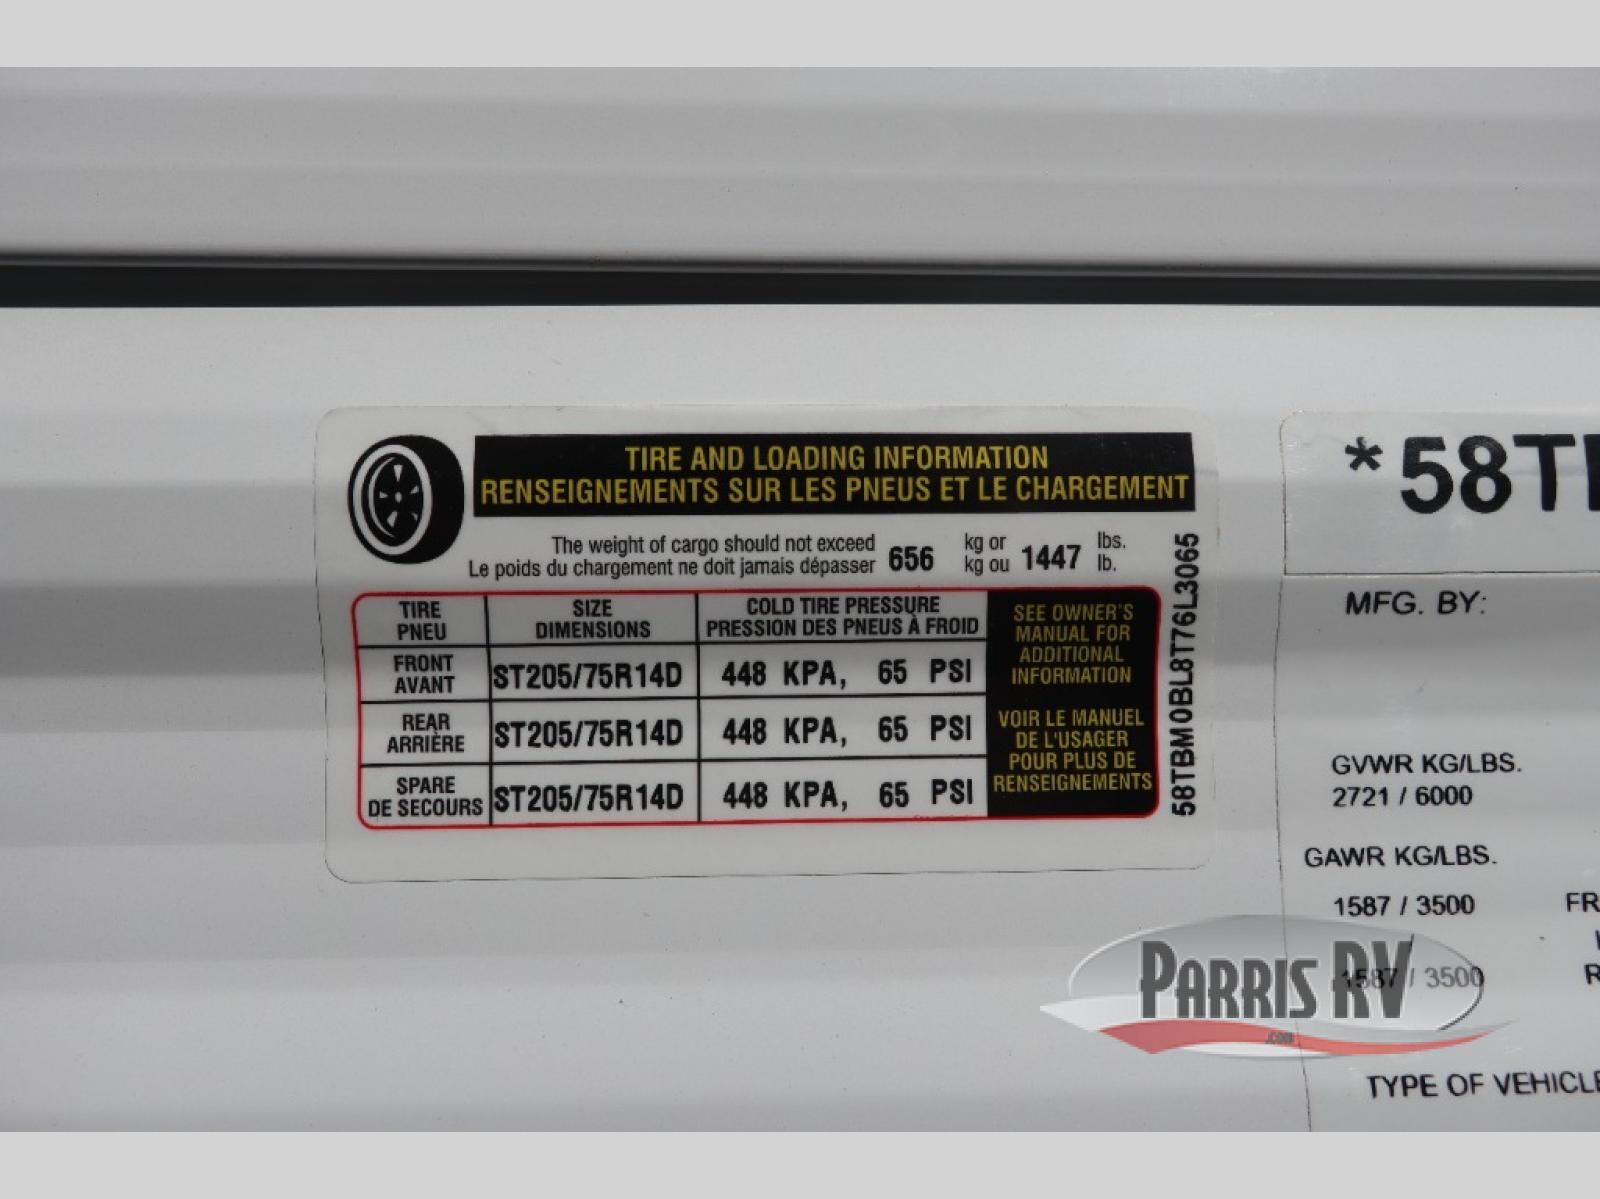 TIRE AND LOADING INFORMATION
RENSEIGNEMENTS SUR LES PNEUS ET LE CHARGEMENT
The weight of cargo should not exceed 656 kg or 1447 lbs.
Le poids du chargement ne doit jamais dépasser kg ou lb.
TIRE PNEU
SIZE DIMENSIONS
COLD TIRE PRESSURE
PRESSION DES PNEUS À FROID
FRONT AVANT ST205/75R14D 448 KPA, 65 PSI
REAR ARRIÈRE ST205/75R14D 448 KPA, 65 PSI
SPARE DE SECOURS ST205/75R14D 448 KPA, 65 PSI
SEE OWNER'S
MANUAL FOR
ADDITIONAL
INFORMATION
VOIR LE MANUEL
DE L'USAGER
POUR PLUS DE
RENSEIGNEMENTS
58TBM0BL8T76L3065
*58T
MFG. BY:
GVWR KG/LBS.
2721 / 6000
GAWR KG/LBS.
1587 / 3500 FR
1587 / 3500 R
TYPE OF VEHICLE
PARRIS RV
.COM